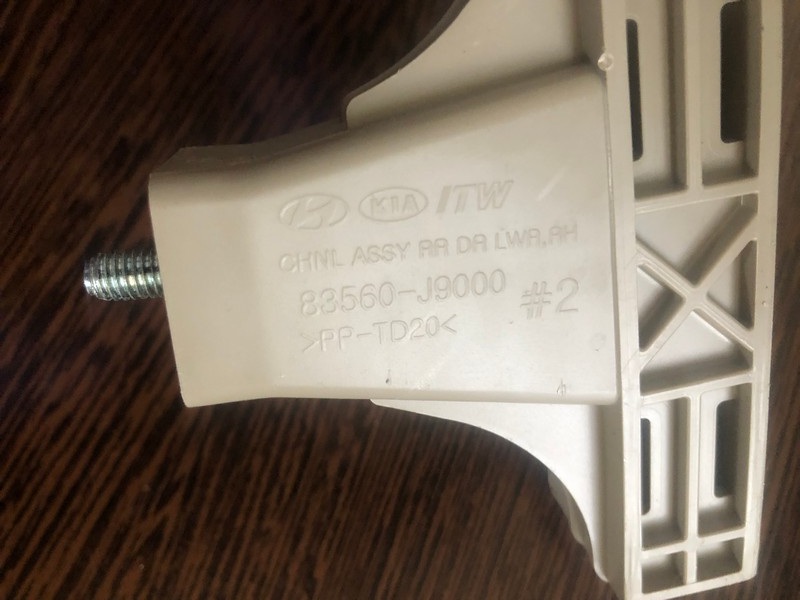 KIA ITW
CHNL ASSY RR DR LWR,RH
83560-J9000 #2
>PP-TD20<